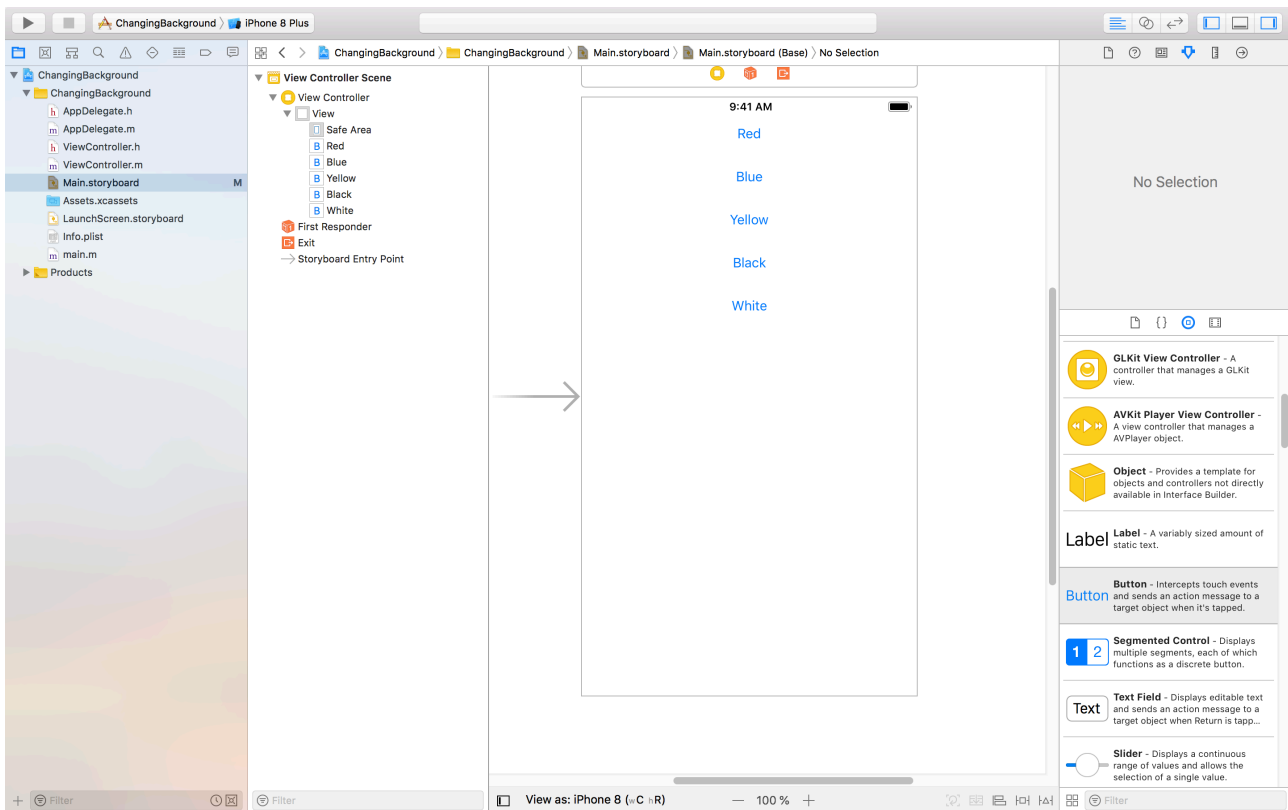 ChangingBackground 〉 iPhone 8 Plus
ChangingBackground 〉 ChangingBackground 〉 Main.storyboard 〉 Main.storyboard (Base) 〉 No Selection
ChangingBackground
ChangingBackground
h AppDelegate.h
m AppDelegate.m
h ViewController.h
m ViewController.m
Main.storyboard M
Assets.xcassets
LaunchScreen.storyboard
Info.plist
m main.m
Products
Filter
View Controller Scene
View Controller
View
Safe Area
B Red
B Blue
B Yellow
B Black
B White
First Responder
Exit
Storyboard Entry Point
Filter
9:41 AM
Red
Blue
Yellow
Black
White
View as: iPhone 8 (wC hR)
100 %
No Selection
{}
GLKit View Controller - A
controller that manages a GLKit
view.
AVKit Player View Controller -
A view controller that manages a
AVPlayer object.
Object - Provides a template for
objects and controllers not directly
available in Interface Builder.
Label
Label - A variably sized amount of
static text.
Button
Button - Intercepts touch events
and sends an action message to a
target object when it's tapped.
1 2
Segmented Control - Displays
multiple segments, each of which
functions as a discrete button.
Text
Text Field - Displays editable text
and sends an action message to a
target object when Return is tapp...
Slider - Displays a continuous
range of values and allows the
selection of a single value.
Filter